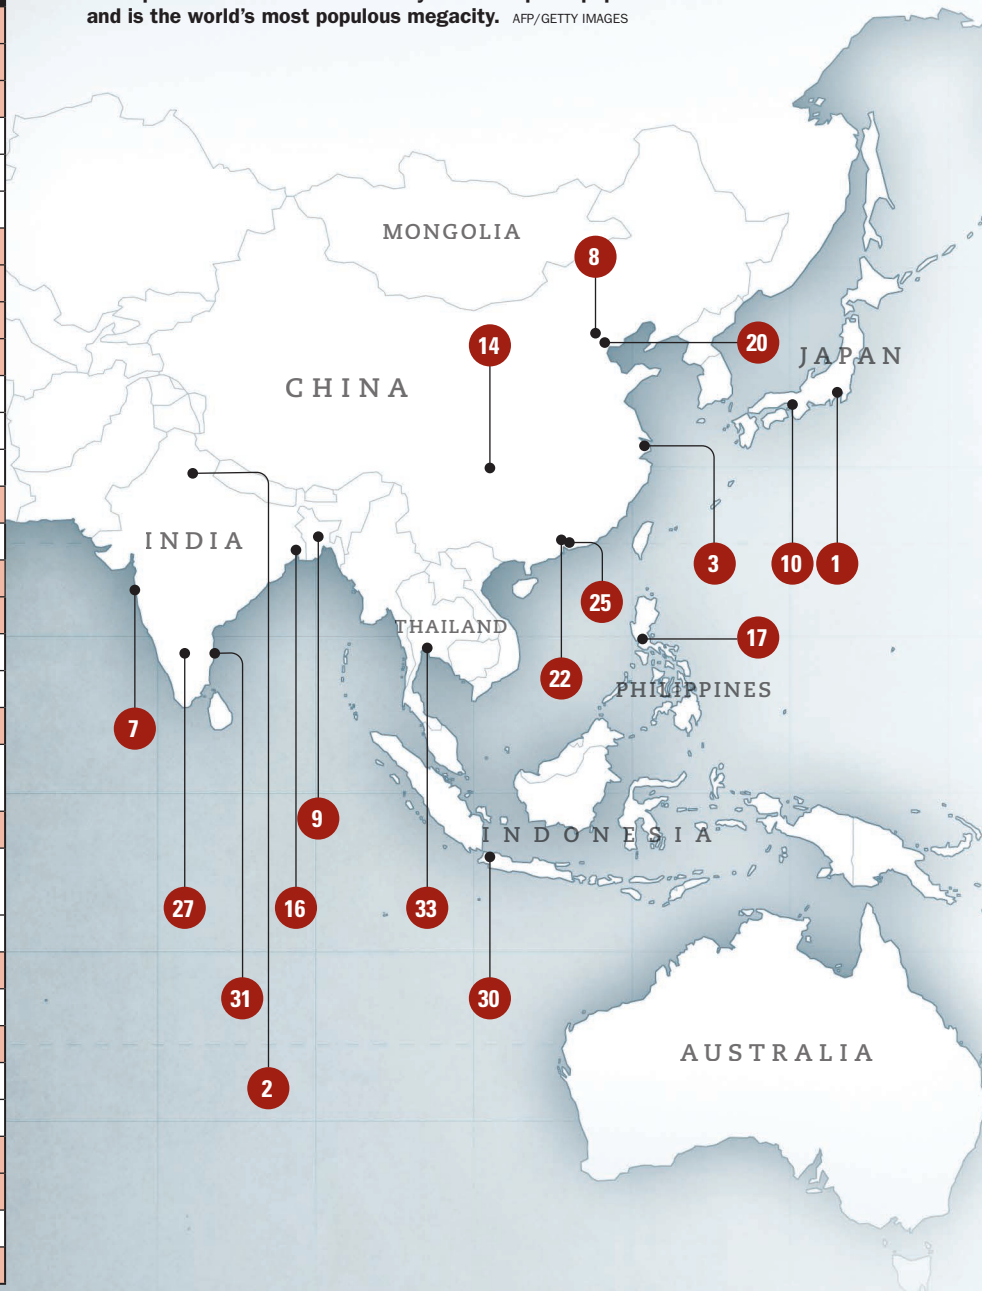 and is the world's most populous megacity. AFP/GETTY IMAGES
MONGOLIA
8
14
20
JAPAN
CHINA
INDIA
3
10
1
25
THAILAND
17
22
PHILIPPINES
7
9
INDONESIA
27
16
33
31
30
AUSTRALIA
2